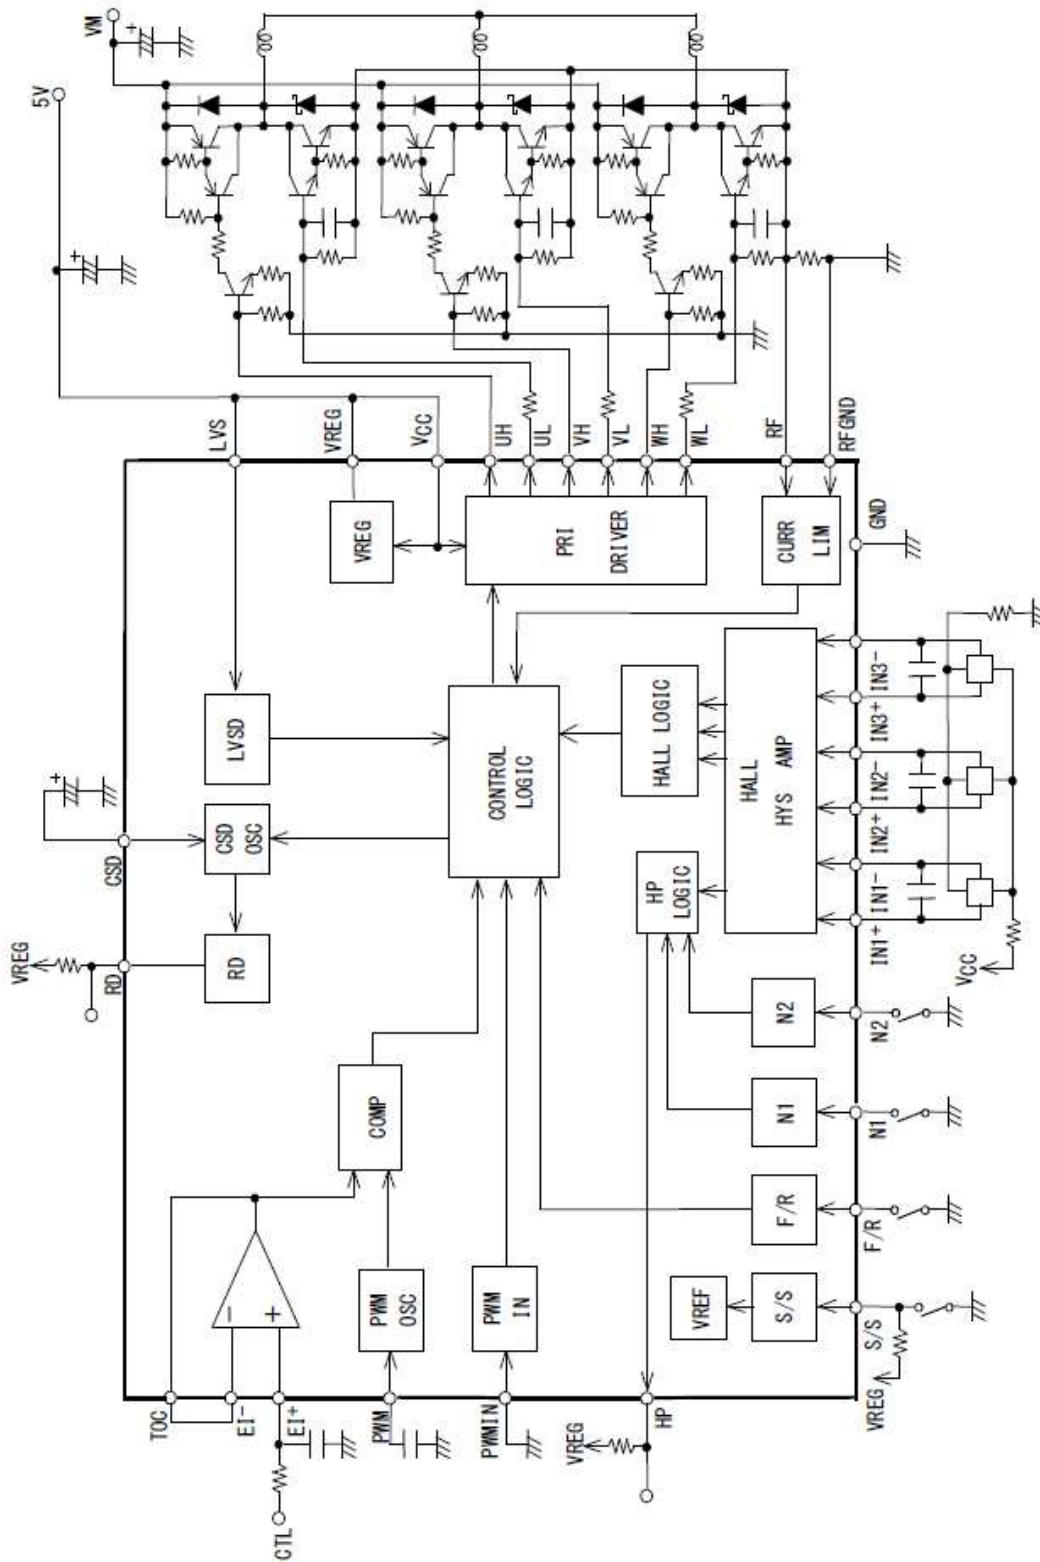 VM
5V
LVS
VREG
VCC
UH
UL
VH
VL
WH
WL
RF
RFGND
GND
VREG
PRI
DRIVER
CURR
LIM
LVSD
CONTROL
LOGIC
HALL LOGIC
HALL
HYS AMP
CSD
CSD
OSC
HP
LOGIC
IN3-
IN3+
IN2-
IN2+
IN1-
IN1+
VCC
VREG
RD
RD
N2
N2
COMP
N1
N1
F/R
F/R
PWM
OSC
PWM
IN
VREF
S/S
S/S
VREG
-
+
TOC
EI-
EI+
PWM
PWMIN
HP
VREG
CTL
+
+
+